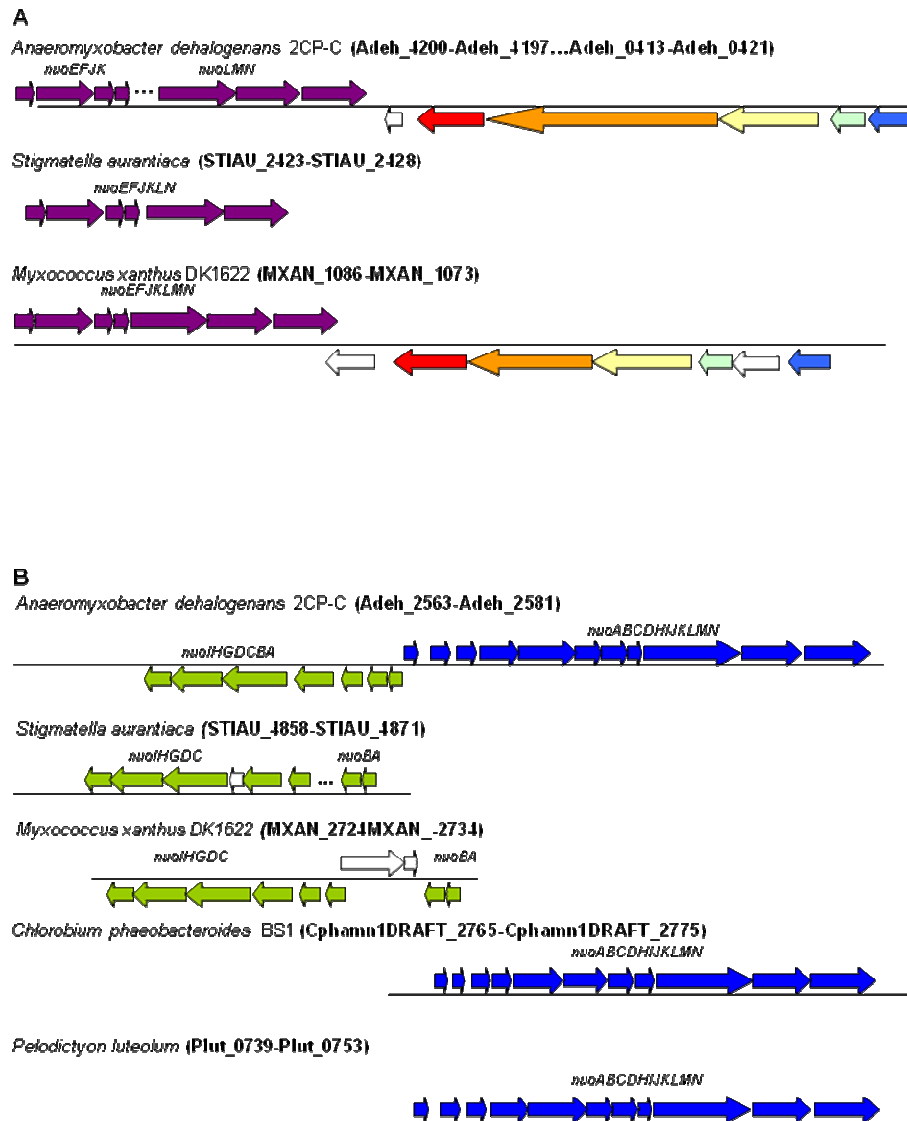 A
Anaeromyxobacter dehalogenans 2CP-C (Adeh_4200-Adeh_4197...Adeh_0413-Adeh_0421)
nuoEFJK nuoLMN
...
Stigmatella aurantiaca (STIAU_2423-STIAU_2428)
nuoEFJKLN
Myxococcus xanthus DK1622 (MXAN_1086-MXAN_1073)
nuoEFJKLMN
B
Anaeromyxobacter dehalogenans 2CP-C (Adeh_2563-Adeh_2581)
nuoABCDHIJKLMN
nuoIHGDCBA
Stigmatella aurantiaca (STIAU_4858-STIAU_4871)
nuoIHGDC nuoBA
...
Myxococcus xanthus DK1622 (MXAN_2724MXAN_-2734)
nuoIHGDC nuoBA
Chlorobium phaeobacteroides BS1 (Cphamn1DRAFT_2765-Cphamn1DRAFT_2775)
nuoABCDHIJKLMN
Pelodictyon luteolum (Plut_0739-Plut_0753)
nuoABCDHIJKLMN